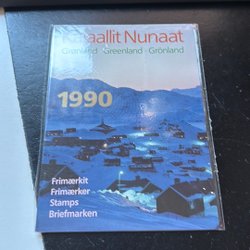 Kalaallit Nunaat
Grønland · Greenland · Grönland
1990
Frimærkit
Frimærker
Stamps
Briefmarken